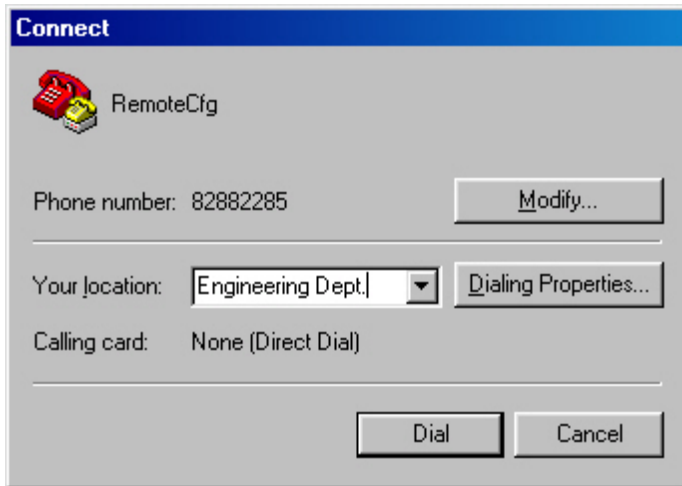 Connect
RemoteCfg
Phone number: 82882285 Modify...
Your location: Engineering Dept. Dialing Properties...
Calling card: None (Direct Dial)
Dial Cancel